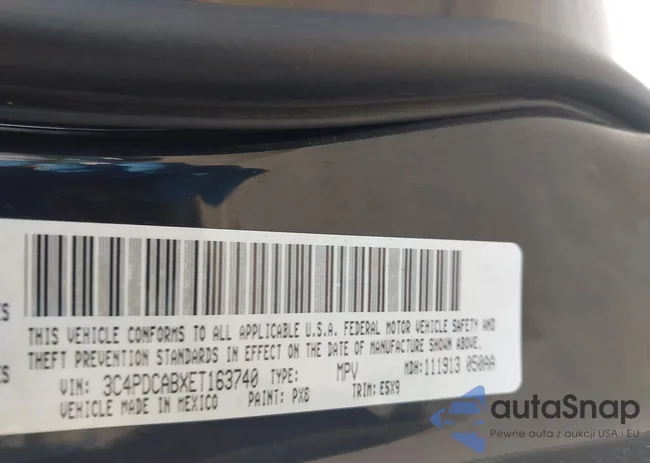 THIS VEHICLE CONFORMS TO ALL APPLICABLE U.S.A. FEDERAL MOTOR VEHICLE SAFETY AND
THEFT PREVENTION STANDARDS IN EFFECT ON THE DATE OF MANUFACTURE SHOWN ABOVE.
VIN: 3C4PDCABXET163740 TYPE: MPV MDH:111913 050AA
VEHICLE MADE IN MEXICO PAINT: PX8 TRIM: E5X9
autaSnap
Pewne auta z aukcji USA i EU